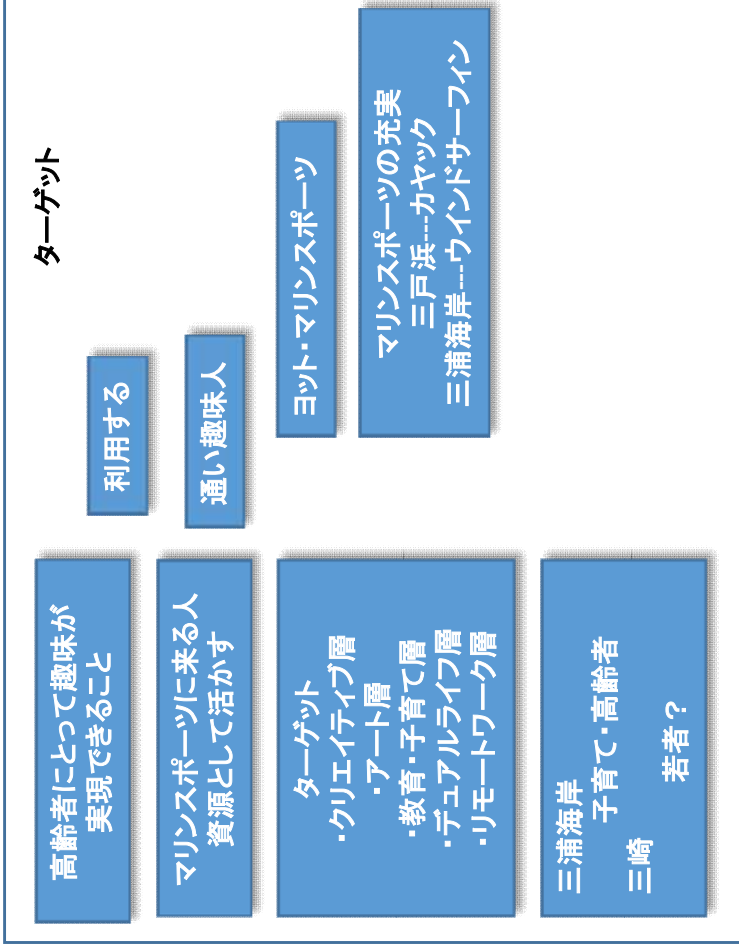 ターゲット
高齢者にとって趣味が
実現できること
利用する
マリンスポーツに来る人
資源として活かす
通い趣味人
ターゲット
・クリエイティブ層
・アート層
・教育・子育て層
・デュアルライフ層
・リモートワーク層
ヨット・マリンスポーツ
マリンスポーツの充実
三戸浜---カヤック
三浦海岸---ウインドサーフィン
三浦海岸
子育て・高齢者
三崎
若者？